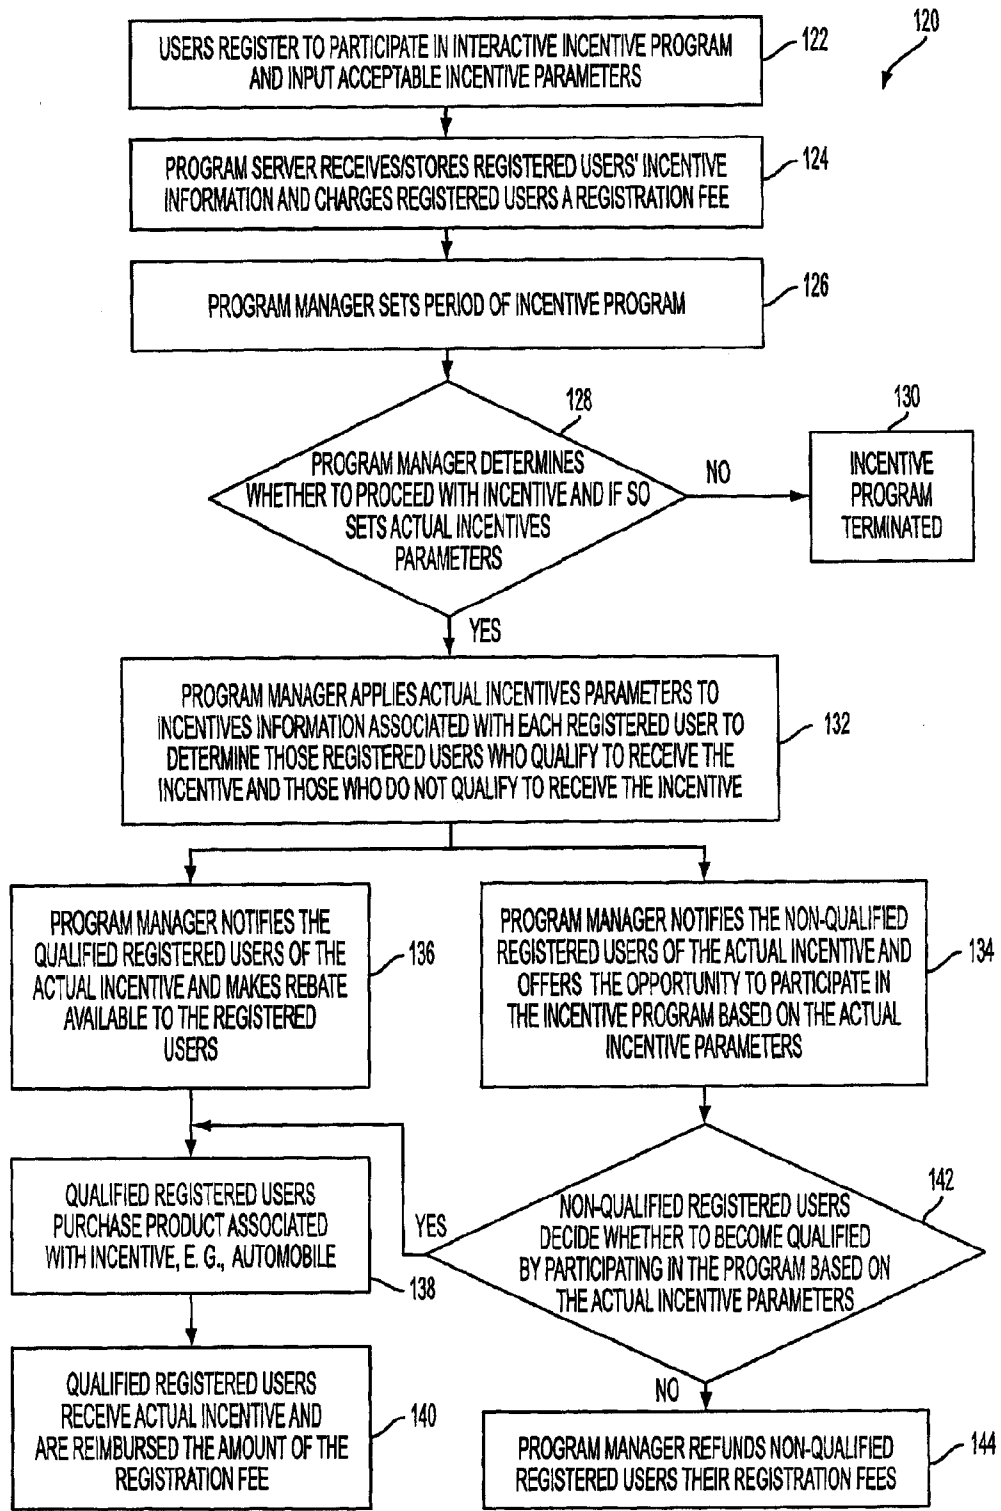 120
USERS REGISTER TO PARTICIPATE IN INTERACTIVE INCENTIVE PROGRAM
AND INPUT ACCEPTABLE INCENTIVE PARAMETERS
122
PROGRAM SERVER RECEIVES/STORES REGISTERED USERS' INCENTIVE
INFORMATION AND CHARGES REGISTERED USERS A REGISTRATION FEE
124
PROGRAM MANAGER SETS PERIOD OF INCENTIVE PROGRAM
126
128
PROGRAM MANAGER DETERMINES
WHETHER TO PROCEED WITH INCENTIVE AND IF SO
SETS ACTUAL INCENTIVES
PARAMETERS
NO
130
INCENTIVE
PROGRAM
TERMINATED
YES
PROGRAM MANAGER APPLIES ACTUAL INCENTIVES PARAMETERS TO
INCENTIVES INFORMATION ASSOCIATED WITH EACH REGISTERED USER TO
DETERMINE THOSE REGISTERED USERS WHO QUALIFY TO RECEIVE THE
INCENTIVE AND THOSE WHO DO NOT QUALIFY TO RECEIVE THE INCENTIVE
132
PROGRAM MANAGER NOTIFIES THE
QUALIFIED REGISTERED USERS OF THE
ACTUAL INCENTIVE AND MAKES REBATE
AVAILABLE TO THE REGISTERED
USERS
136
PROGRAM MANAGER NOTIFIES THE NON-QUALIFIED
REGISTERED USERS OF THE ACTUAL INCENTIVE AND
OFFERS THE OPPORTUNITY TO PARTICIPATE IN
THE INCENTIVE PROGRAM BASED ON THE ACTUAL
INCENTIVE PARAMETERS
134
QUALIFIED REGISTERED USERS
PURCHASE PRODUCT ASSOCIATED
WITH INCENTIVE, E. G., AUTOMOBILE
138
YES
142
NON-QUALIFIED REGISTERED USERS
DECIDE WHETHER TO BECOME QUALIFIED
BY PARTICIPATING IN THE PROGRAM BASED ON
THE ACTUAL INCENTIVE PARAMETERS
NO
QUALIFIED REGISTERED USERS
RECEIVE ACTUAL INCENTIVE AND
ARE REIMBURSED THE AMOUNT OF THE
REGISTRATION FEE
140
PROGRAM MANAGER REFUNDS NON-QUALIFIED
REGISTERED USERS THEIR REGISTRATION FEES
144